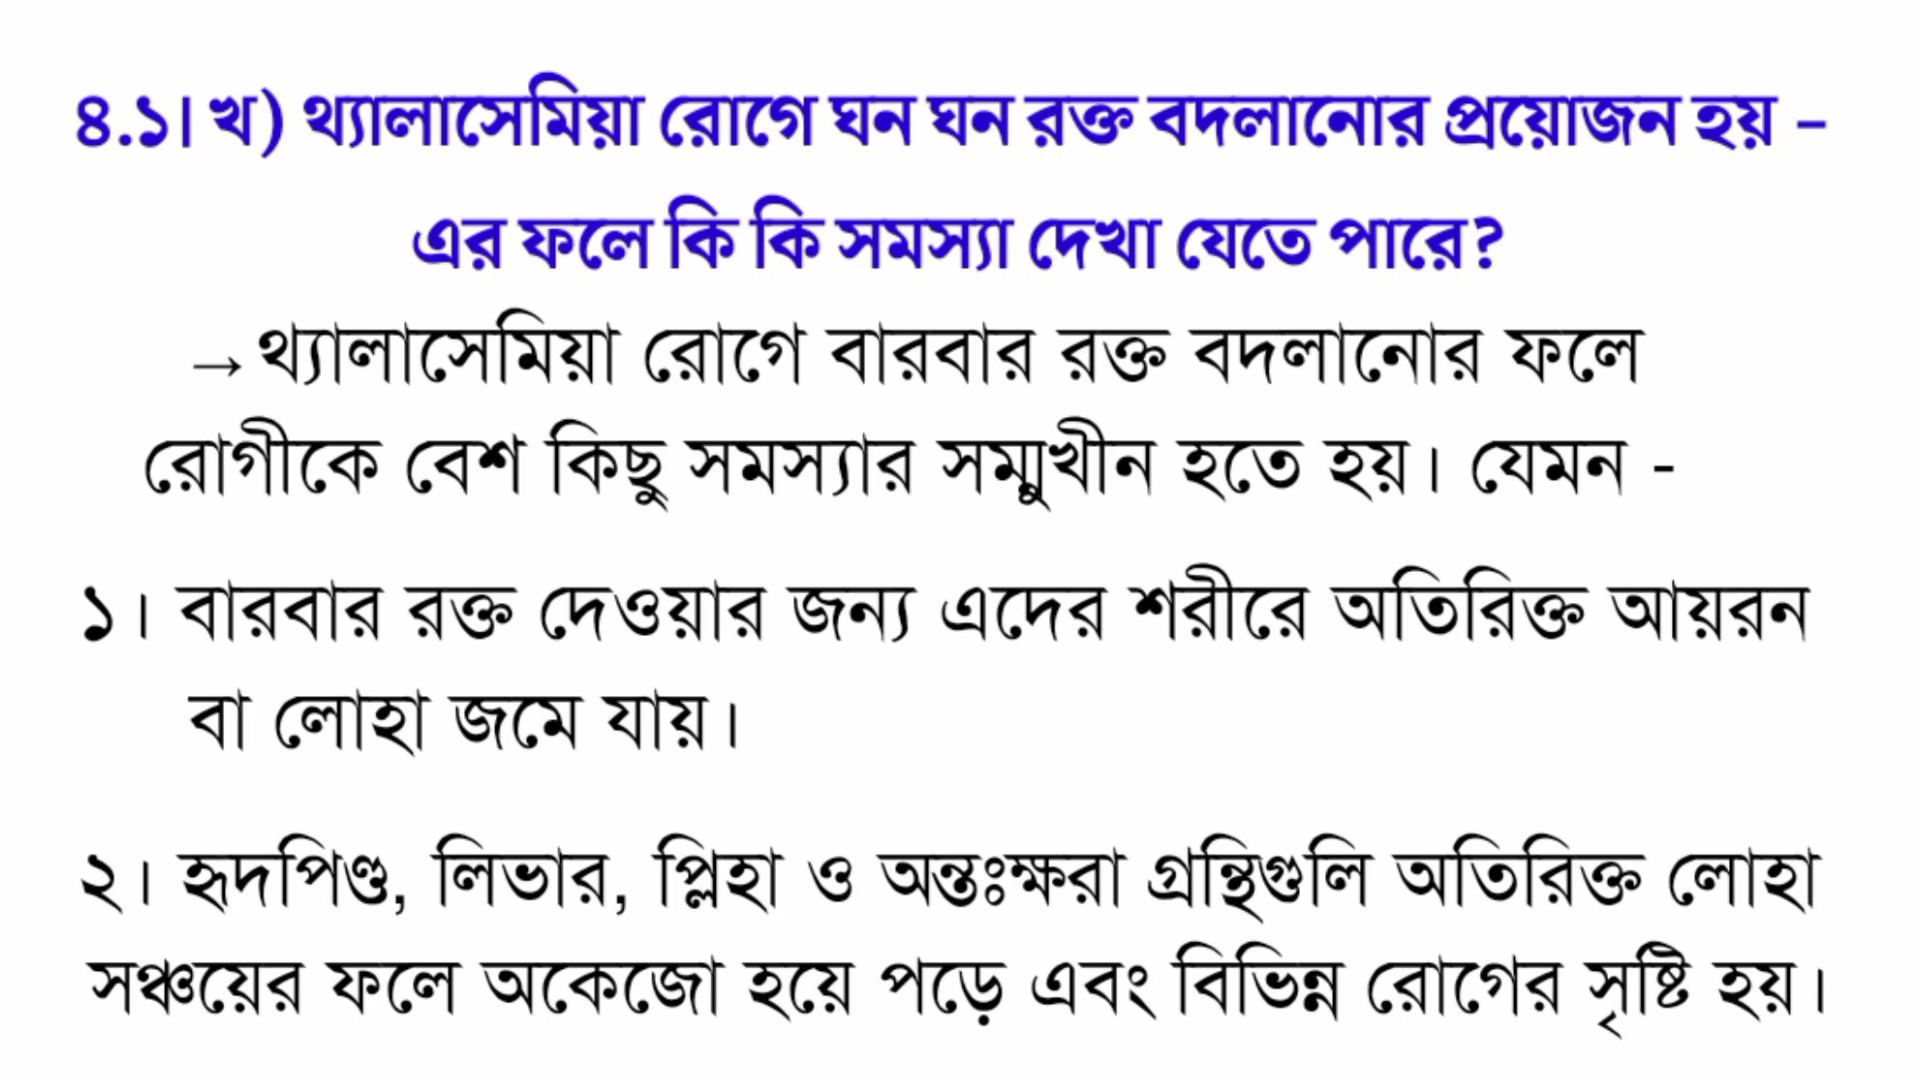 ৪.১। খ) থ্যালাসেমিয়া রোগে ঘন ঘন রক্ত বদলানোর প্রয়োজন হয় –
এর ফলে কি কি সমস্যা দেখা যেতে পারে?
→থ্যালাসেমিয়া রোগে বারবার রক্ত বদলানোর ফলে
রোগীকে বেশ কিছু সমস্যার সম্মুখীন হতে হয়। যেমন -
১। বারবার রক্ত দেওয়ার জন্য এদের শরীরে অতিরিক্ত আয়রন
বা লোহা জমে যায়।
২। হৃদপিণ্ড, লিভার, প্লিহা ও অন্তঃক্ষরা গ্রন্থিগুলি অতিরিক্ত লোহা
সঞ্চয়ের ফলে অকেজো হয়ে পড়ে এবং বিভিন্ন রোগের সৃষ্টি হয়।